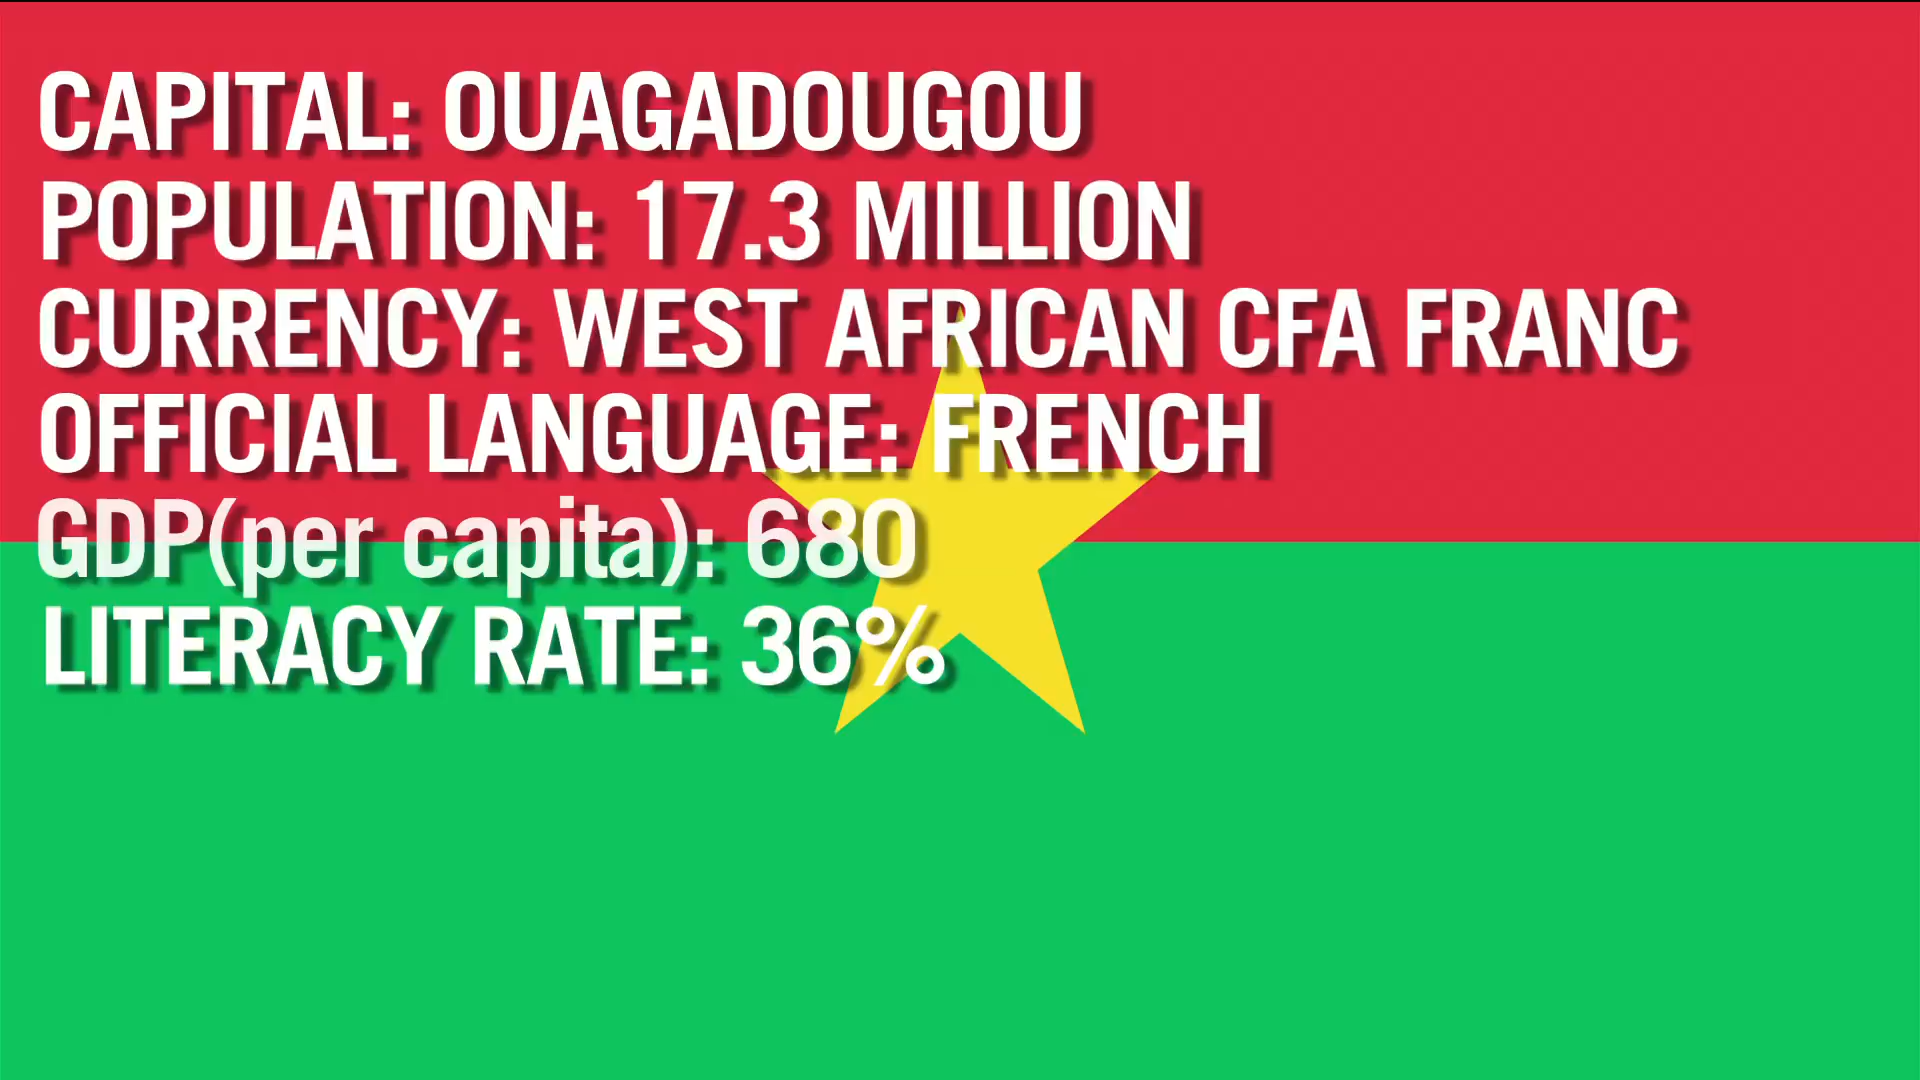 CAPITAL: OUAGADOUGOU
POPULATION: 17.3 MILLION
CURRENCY: WEST AFRICAN CFA FRANC
OFFICIAL LANGUAGE: FRENCH
GDP(per capita): 680
LITERACY RATE: 36%